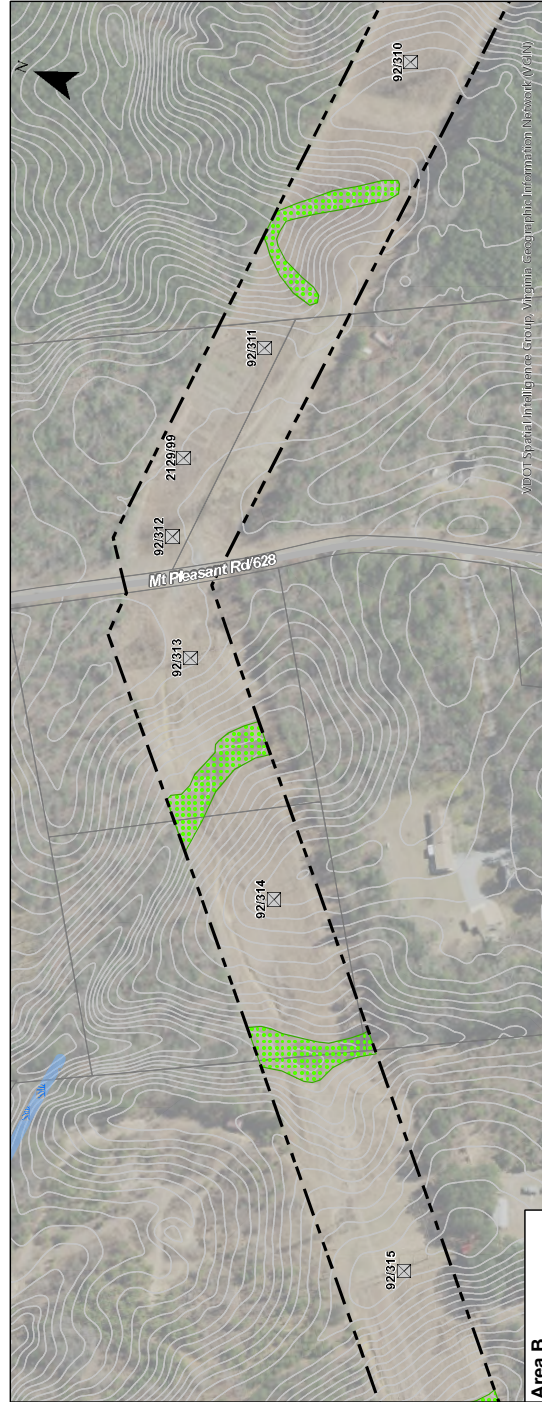 N
92/310
92/311
2129/99
92/312
Mt Pleasant Rd/628
92/313
92/314
92/315
VDOT Spatial Intelligence Group, Virginia Geographic Information Network (VGIN)
Area B